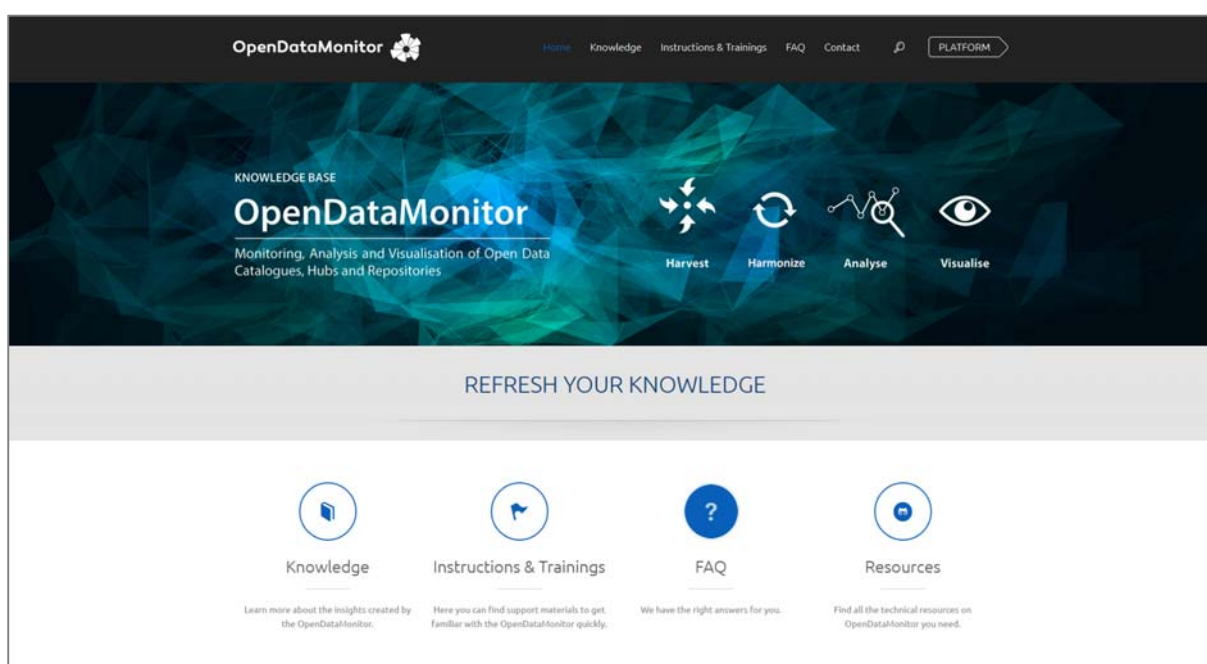 OpenDataMonitor
Home Knowledge Instructions & Trainings FAQ Contact PLATFORM
KNOWLEDGE BASE
OpenDataMonitor
Monitoring, Analysis and Visualisation of Open Data
Catalogues, Hubs and Repositories
Harvest Harmonize Analyse Visualise
REFRESH YOUR KNOWLEDGE
Knowledge Instructions & Trainings FAQ Resources
Learn more about the insights created by
the OpenDataMonitor.
Here you can find support materials to get
familiar with the OpenDataMonitor quickly.
We have the right answers for you.
Find all the technical resources on
OpenDataMonitor you need.
?